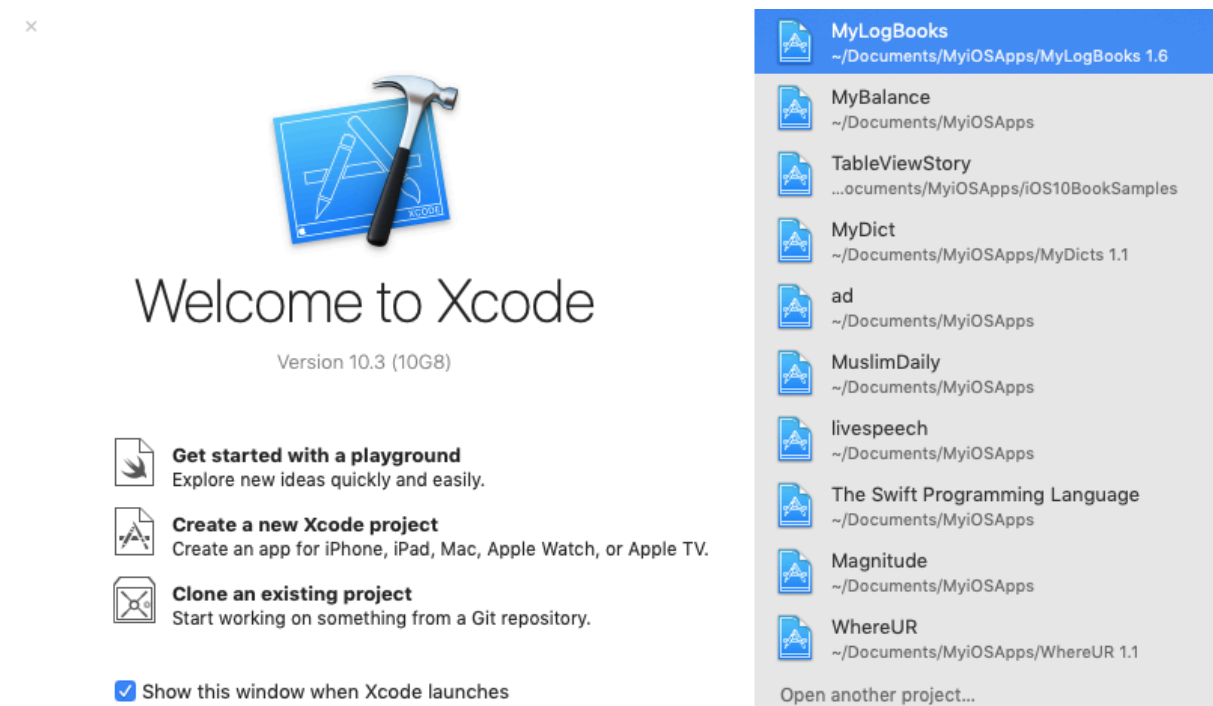 XCODE
Welcome to Xcode
Version 10.3 (10G8)
Get started with a playground
Explore new ideas quickly and easily.
Create a new Xcode project
Create an app for iPhone, iPad, Mac, Apple Watch, or Apple TV.
Clone an existing project
Start working on something from a Git repository.
Show this window when Xcode launches
MyLogBooks
~/Documents/MyiOSApps/MyLogBooks 1.6
MyBalance
~/Documents/MyiOSApps
TableViewStory
...ocuments/MyiOSApps/iOS10BookSamples
MyDict
~/Documents/MyiOSApps/MyDicts 1.1
ad
~/Documents/MyiOSApps
MuslimDaily
~/Documents/MyiOSApps
livespeech
~/Documents/MyiOSApps
The Swift Programming Language
~/Documents/MyiOSApps
Magnitude
~/Documents/MyiOSApps
WhereUR
~/Documents/MyiOSApps/WhereUR 1.1
Open another project...